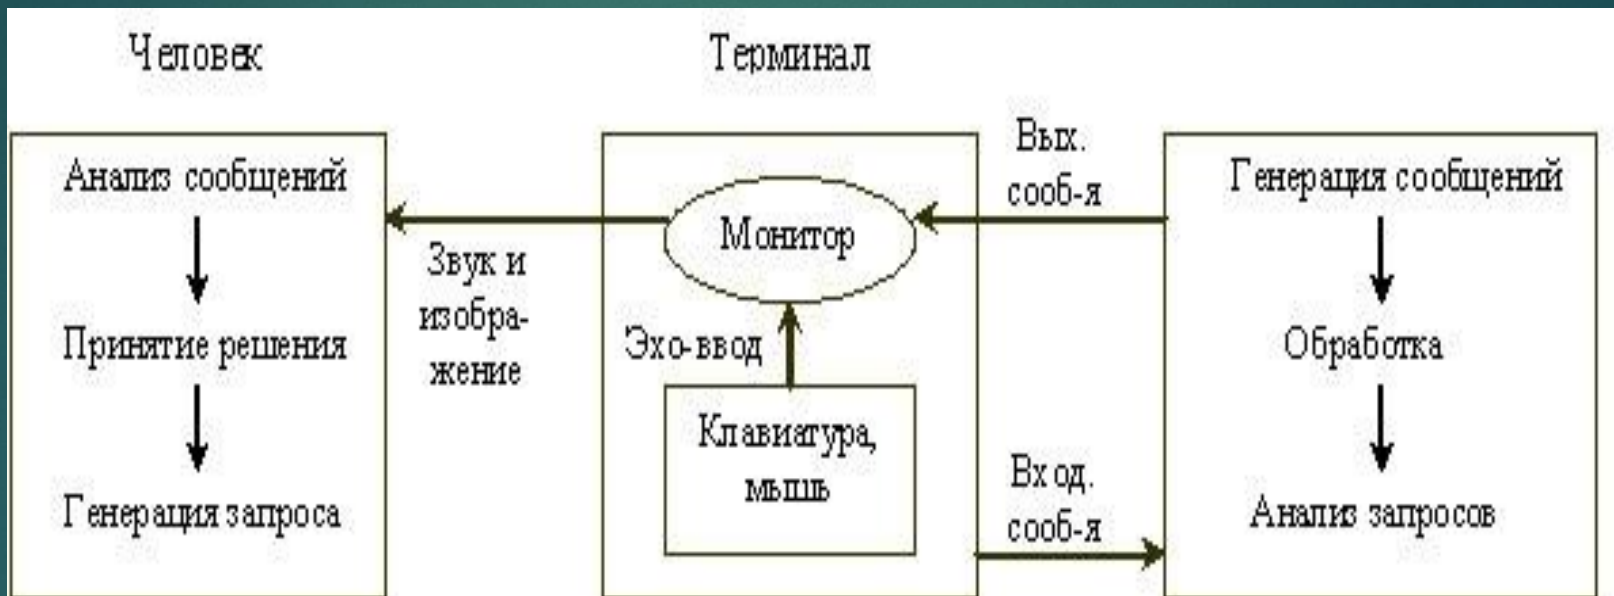 Человек
Терминал
Анализ сообщений
Принятие решения
Генерация запроса
Звук и
изобра-
жение
Монитор
Эхо-ввод
Клавиатура,
мышь
Вых.
сооб-я
Вход.
сооб-я
Генерация сообщений
Обработка
Анализ запросов